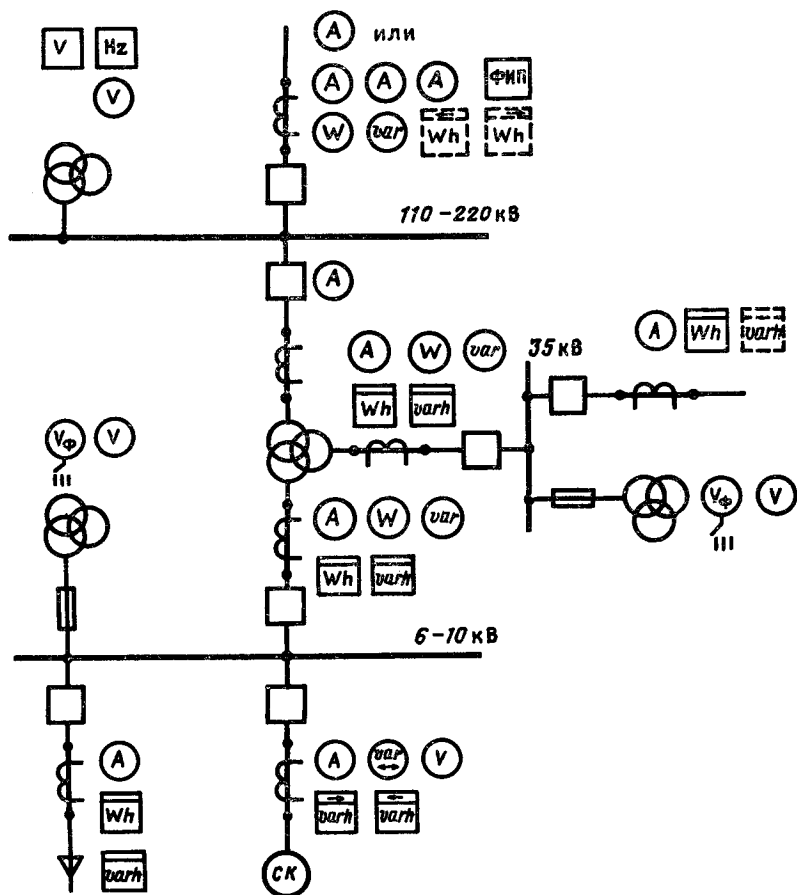 A или
V Hz
A A A ФИП
V
W var Wh Wh
110-220 кВ
A
A W var
35 кВ
A Wh varh
Wh varh
Vф V
A W var
Vф V
Wh varh
6-10 кВ
A
A var V
Wh
varh varh
varh
СК